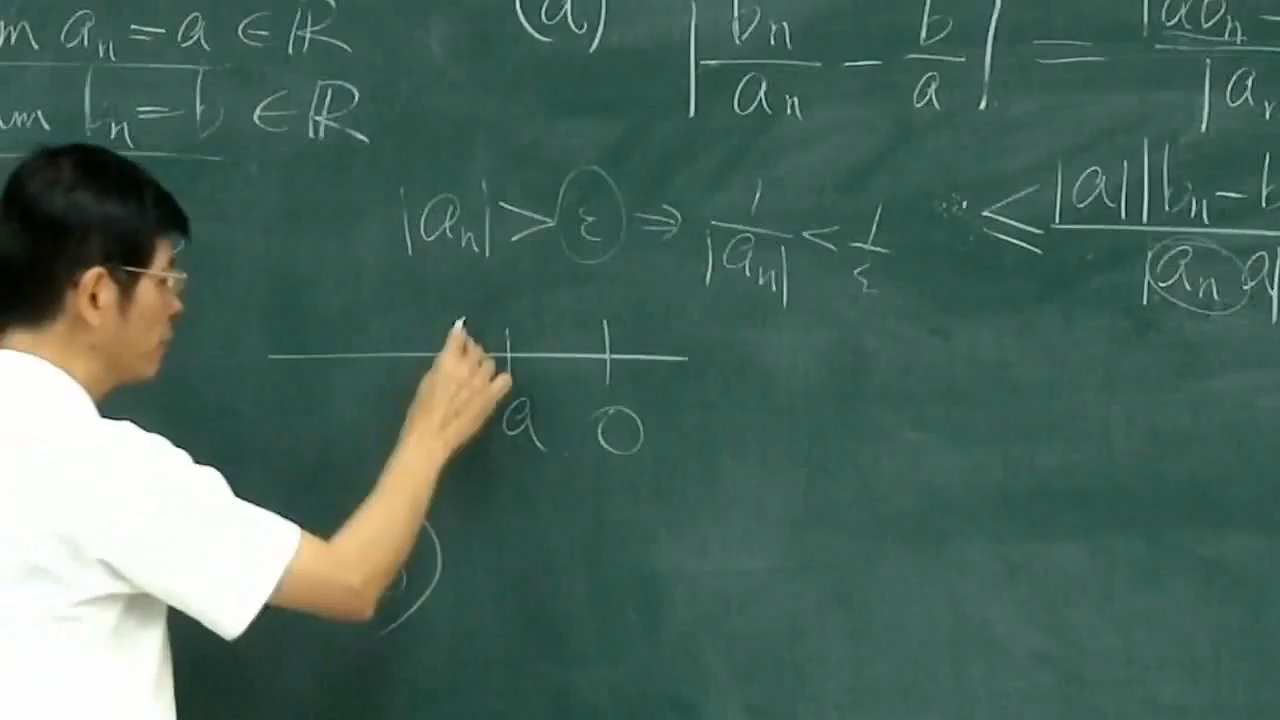 m aₙ = a ∈ ℝ
m bₙ = b ∈ ℝ
(d) | bₙ/aₙ − b/a | = |abₙ −
|aₙ
|aₙ| > ε ⇒ 1/|aₙ| < 1/ε
≤ |a||bₙ − b
|aₙ a|
a 0
)